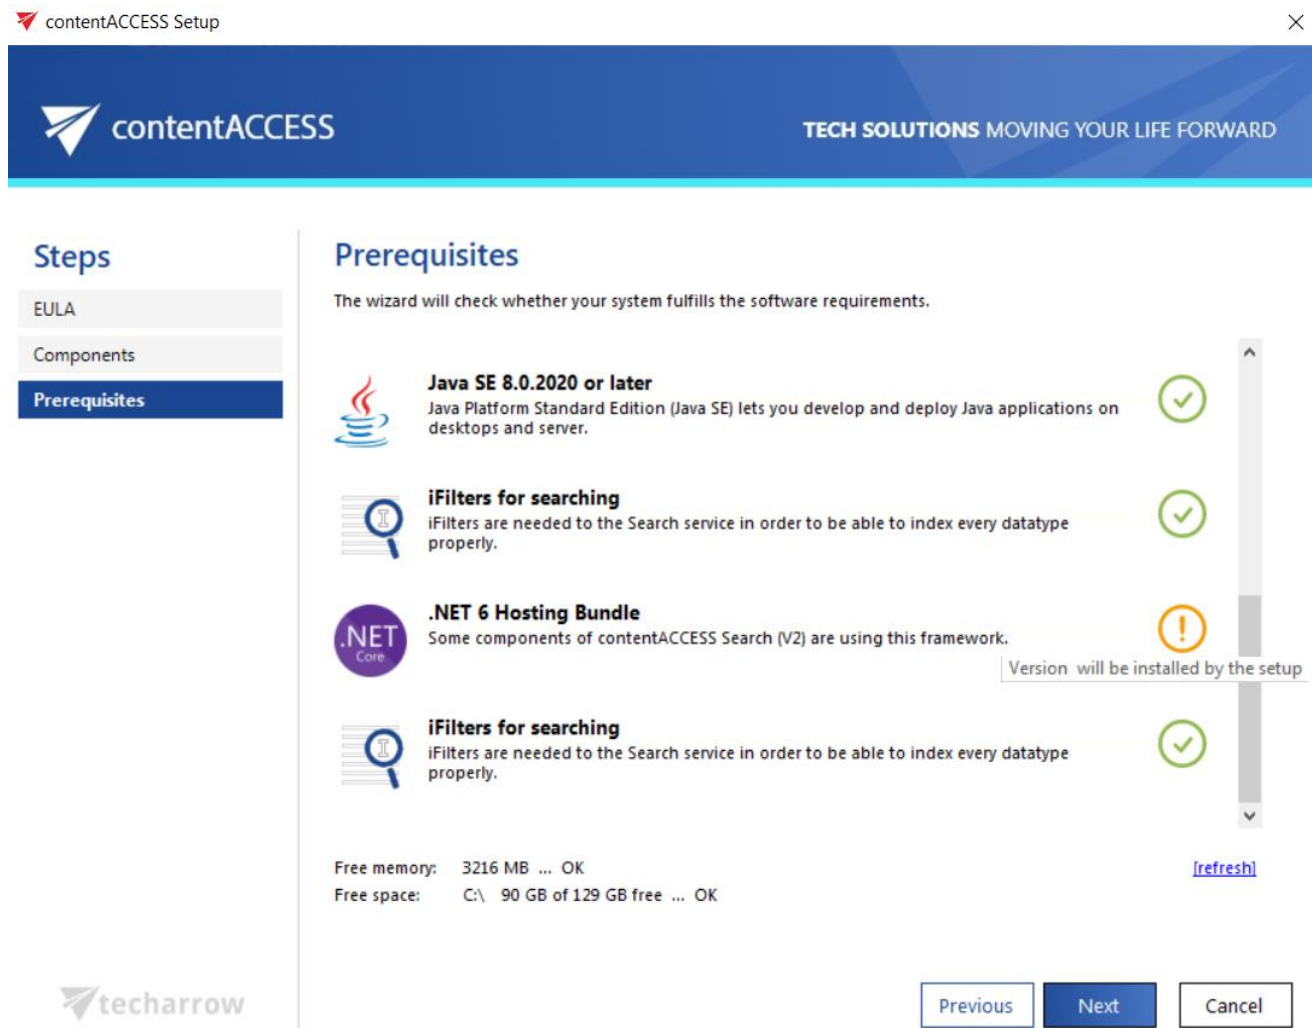 contentACCESS Setup
contentACCESS
TECH SOLUTIONS MOVING YOUR LIFE FORWARD
Steps
EULA
Components
Prerequisites
Prerequisites
The wizard will check whether your system fulfills the software requirements.
Java SE 8.0.2020 or later
Java Platform Standard Edition (Java SE) lets you develop and deploy Java applications on
desktops and server.
iFilters for searching
iFilters are needed to the Search service in order to be able to index every datatype
properly.
.NET
Core
.NET 6 Hosting Bundle
Some components of contentACCESS Search (V2) are using this framework.
Version will be installed by the setup
iFilters for searching
iFilters are needed to the Search service in order to be able to index every datatype
properly.
Free memory: 3216 MB ... OK
[refresh]
Free space: C:\ 90 GB of 129 GB free ... OK
techarrow
Previous
Next
Cancel